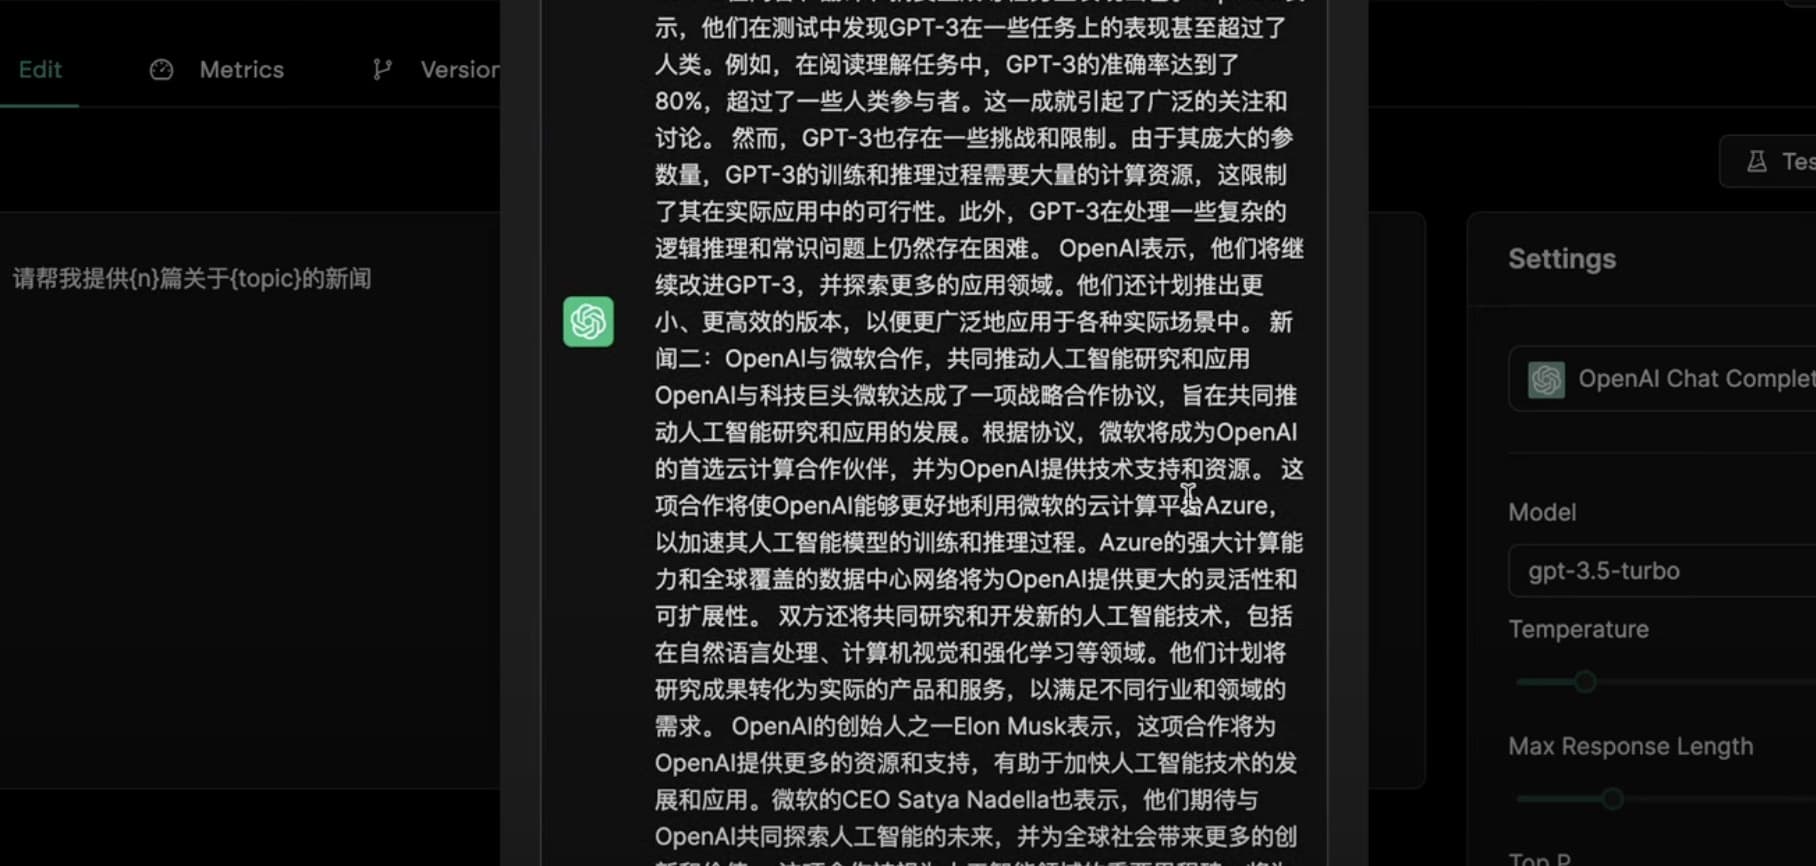 Edit
Metrics
Version
请帮我提供{n}篇关于{topic}的新闻
示，他们在测试中发现GPT-3在一些任务上的表现甚至超过了
人类。例如，在阅读理解任务中，GPT-3的准确率达到了
80%，超过了一些人类参与者。这一成就引起了广泛的关注和
讨论。 然而，GPT-3也存在一些挑战和限制。由于其庞大的参
数量，GPT-3的训练和推理过程需要大量的计算资源，这限制
了其在实际应用中的可行性。此外，GPT-3在处理一些复杂的
逻辑推理和常识问题上仍然存在困难。 OpenAI表示，他们将继
续改进GPT-3，并探索更多的应用领域。他们还计划推出更
小、更高效的版本，以便更广泛地应用于各种实际场景中。 新
闻二：OpenAI与微软合作，共同推动人工智能研究和应用
OpenAI与科技巨头微软达成了一项战略合作协议，旨在共同推
动人工智能研究和应用的发展。根据协议，微软将成为OpenAI
的首选云计算合作伙伴，并为OpenAI提供技术支持和资源。 这
项合作将使OpenAI能够更好地利用微软的云计算平台Azure，
以加速其人工智能模型的训练和推理过程。Azure的强大计算能
力和全球覆盖的数据中心网络将为OpenAI提供更大的灵活性和
可扩展性。 双方还将共同研究和开发新的人工智能技术，包括
在自然语言处理、计算机视觉和强化学习等领域。他们计划将
研究成果转化为实际的产品和服务，以满足不同行业和领域的
需求。 OpenAI的创始人之一Elon Musk表示，这项合作将为
OpenAI提供更多的资源和支持，有助于加快人工智能技术的发
展和应用。微软的CEO Satya Nadella也表示，他们期待与
OpenAI共同探索人工智能的未来，并为全球社会带来更多的创
Tes
Settings
OpenAI Chat Complet
Model
gpt-3.5-turbo
Temperature
Max Response Length
Top P